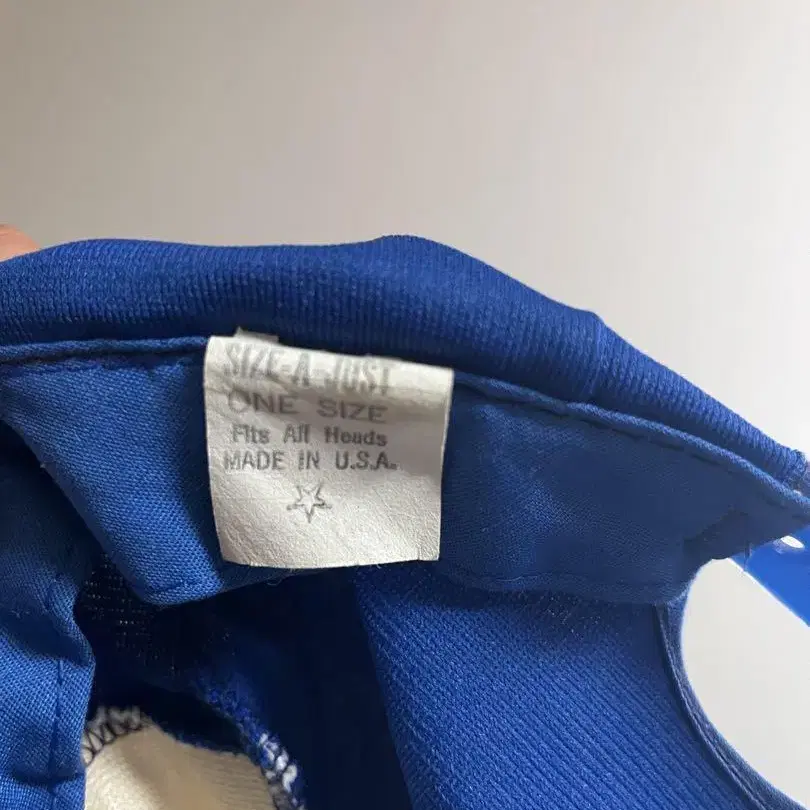 SIZE-A-JUST
ONE SIZE
Fits All Heads
MADE IN U.S.A.